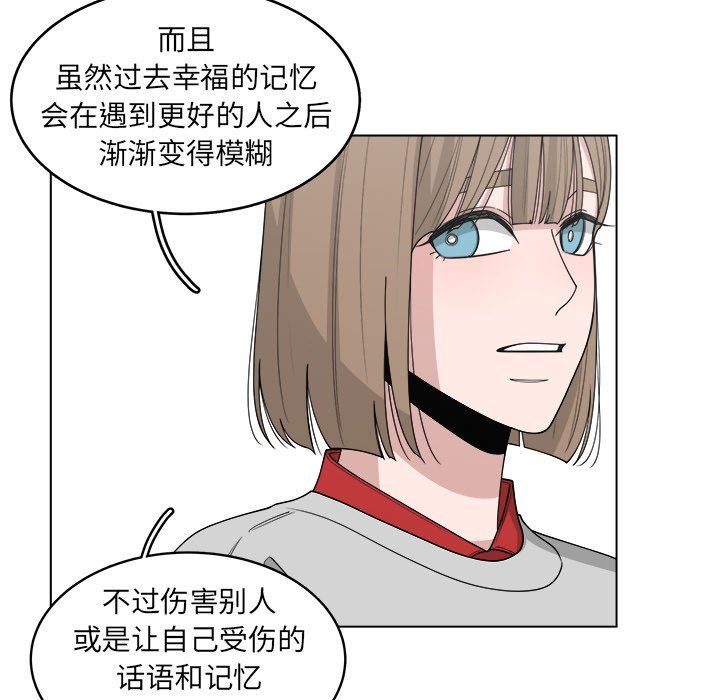 而且
虽然过去幸福的记忆
会在遇到更好的人之后
渐渐变得模糊
不过伤害别人
或是让自己受伤的
话语和记忆